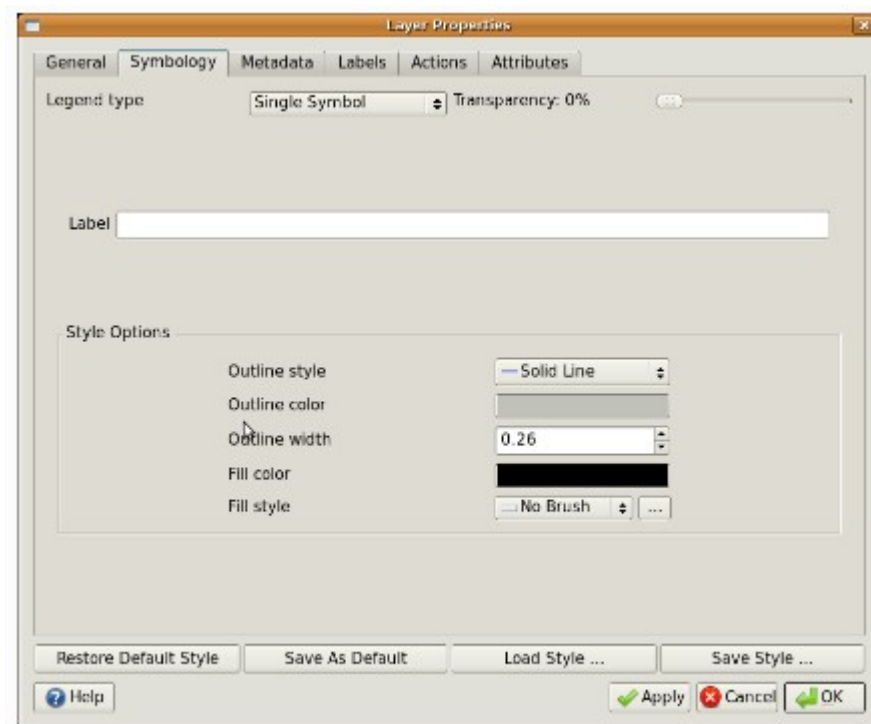 Layer Properties
General Symbology Metadata Labels Actions Attributes
Legend type Single Symbol Transparency: 0%
Label
Style Options
Outline style Solid Line
Outline color
Outline width 0.26
Fill color
Fill style No Brush ...
Restore Default Style Save As Default Load Style ... Save Style ...
Help Apply Cancel OK